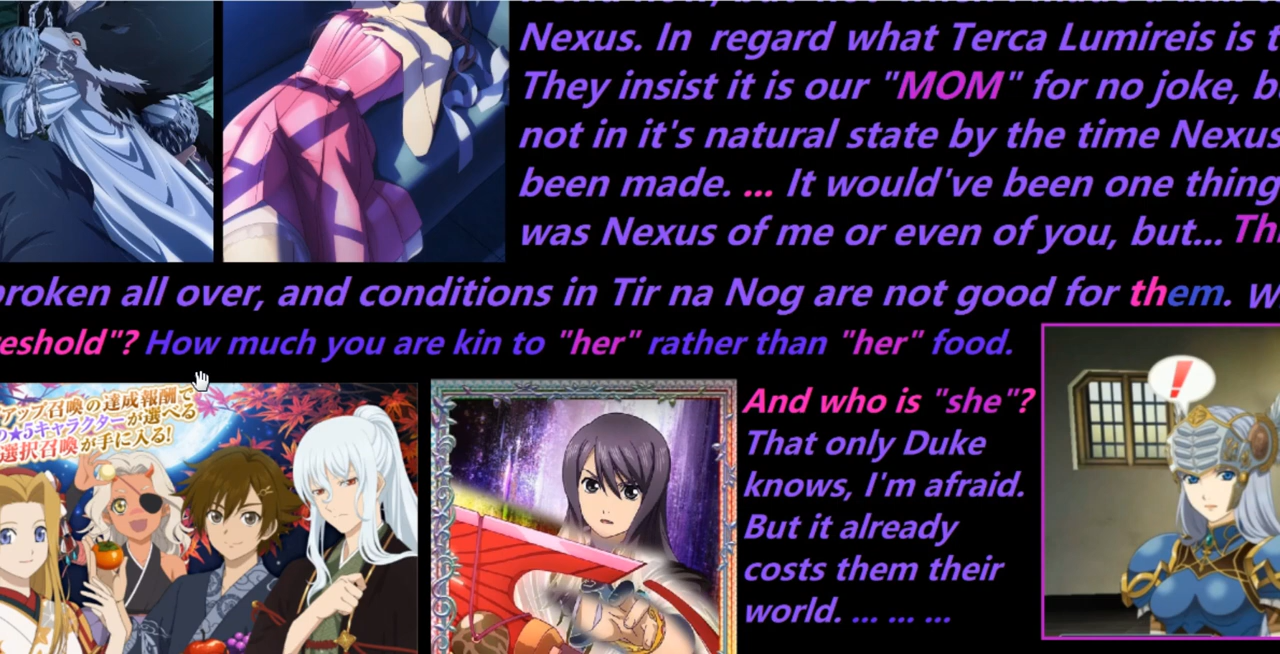 Nexus. In regard what Terca Lumireis is
They insist it is our "MOM" for no joke,
not in it's natural state by the time Nexus
been made. ... It would've been one thing
was Nexus of me or even of you, but...
broken all over, and conditions in Tir na Nog are not good for them.
eshold"? How much you are kin to "her" rather than "her" food.
アップ召喚の達成報酬で
の★5キャラクターが選べる
選択召喚が手に入る!
And who is "she"?
That only Duke
knows, I'm afraid.
But it already
costs them their
world. ... ... ...
!